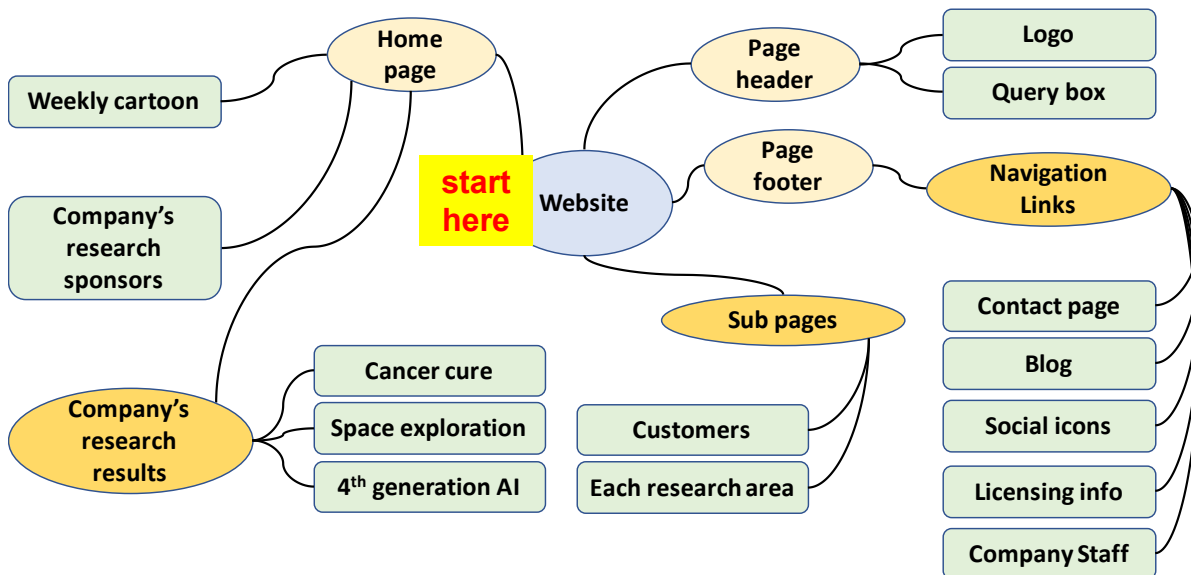 Home
page
Weekly cartoon
Company’s
research
sponsors
Company’s
research
results
Cancer cure
Space exploration
4th generation AI
start
here
Website
Page
header
Logo
Query box
Page
footer
Navigation
Links
Contact page
Blog
Social icons
Licensing info
Company Staff
Sub pages
Customers
Each research area